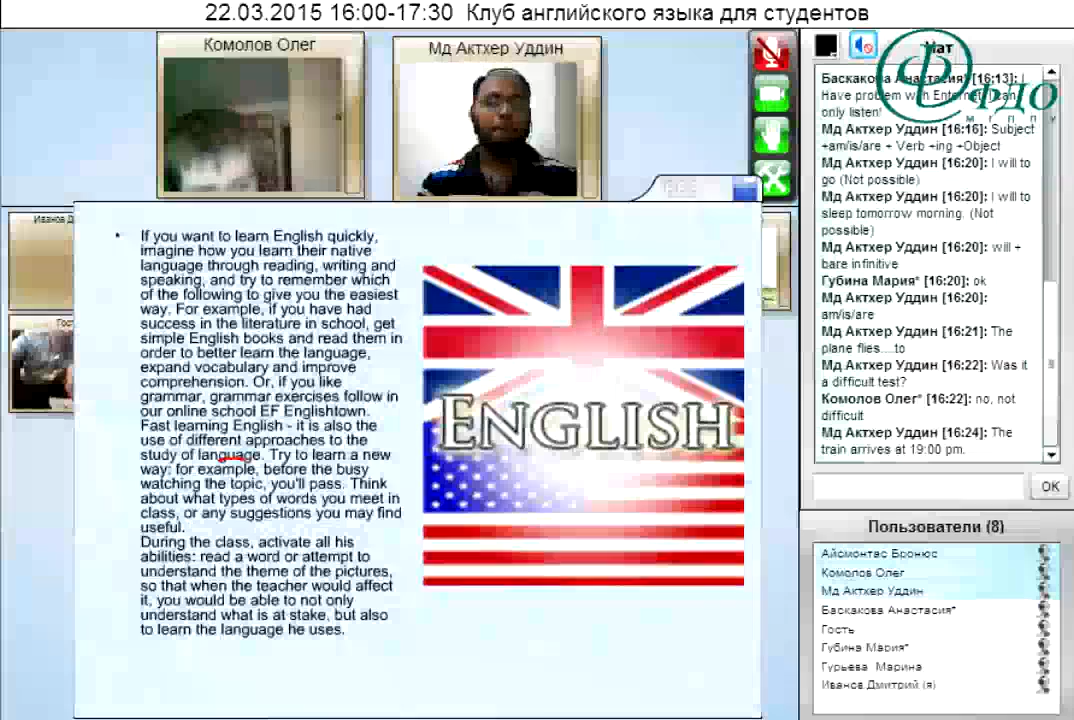 22.03.2015 16:00-17:30 Клуб английского языка для студентов
Комолов Олег
Мд Актхер Уддин
Иванов Д
Гост
• If you want to learn English quickly,
imagine how you learn their native
language through reading, writing and
speaking, and try to remember which
of the following to give you the easiest
way. For example, if you have had
success in the literature in school, get
simple English books and read them in
order to better learn the language,
expand vocabulary and improve
comprehension. Or, if you like
grammar, grammar exercises follow in
our online school EF Englishtown.
Fast learning English - it is also the
use of different approaches to the
study of language. Try to learn a new
way: for example, before the busy
watching the topic, you'll pass. Think
about what types of words you meet in
class, or any suggestions you may find
useful.
During the class, activate all his
abilities: read a word or attempt to
understand the theme of the pictures,
so that when the teacher would affect
it, you would be able to not only
understand what is at stake, but also
to learn the language he uses.
ENGLISH
Чат
ФДО
МГППУ
Баскакова Анастасия* [16:13]: I
Have problem with Enternet, I can
only listen!
Мд Актхер Уддин [16:16]: Subject
+am/is/are + Verb +ing +Object
Мд Актхер Уддин [16:20]: I will to
go (Not possible)
Мд Актхер Уддин [16:20]: I will to
sleep tomorrow morning. (Not
possible)
Мд Актхер Уддин [16:20]: will +
bare infinitive
Губина Мария* [16:20]: ok
Мд Актхер Уддин [16:20]:
am/is/are
Мд Актхер Уддин [16:21]: The
plane flies....to
Мд Актхер Уддин [16:22]: Was it
a difficult test?
Комолов Олег* [16:22]: no, not
difficult
Мд Актхер Уддин [16:24]: The
train arrives at 19:00 pm.
OK
Пользователи (8)
Айсмонтас Бронюс
Комолов Олег
Мд Актхер Уддин
Баскакова Анастасия*
Гость
Губина Мария*
Гурьева Марина
Иванов Дмитрий (я)